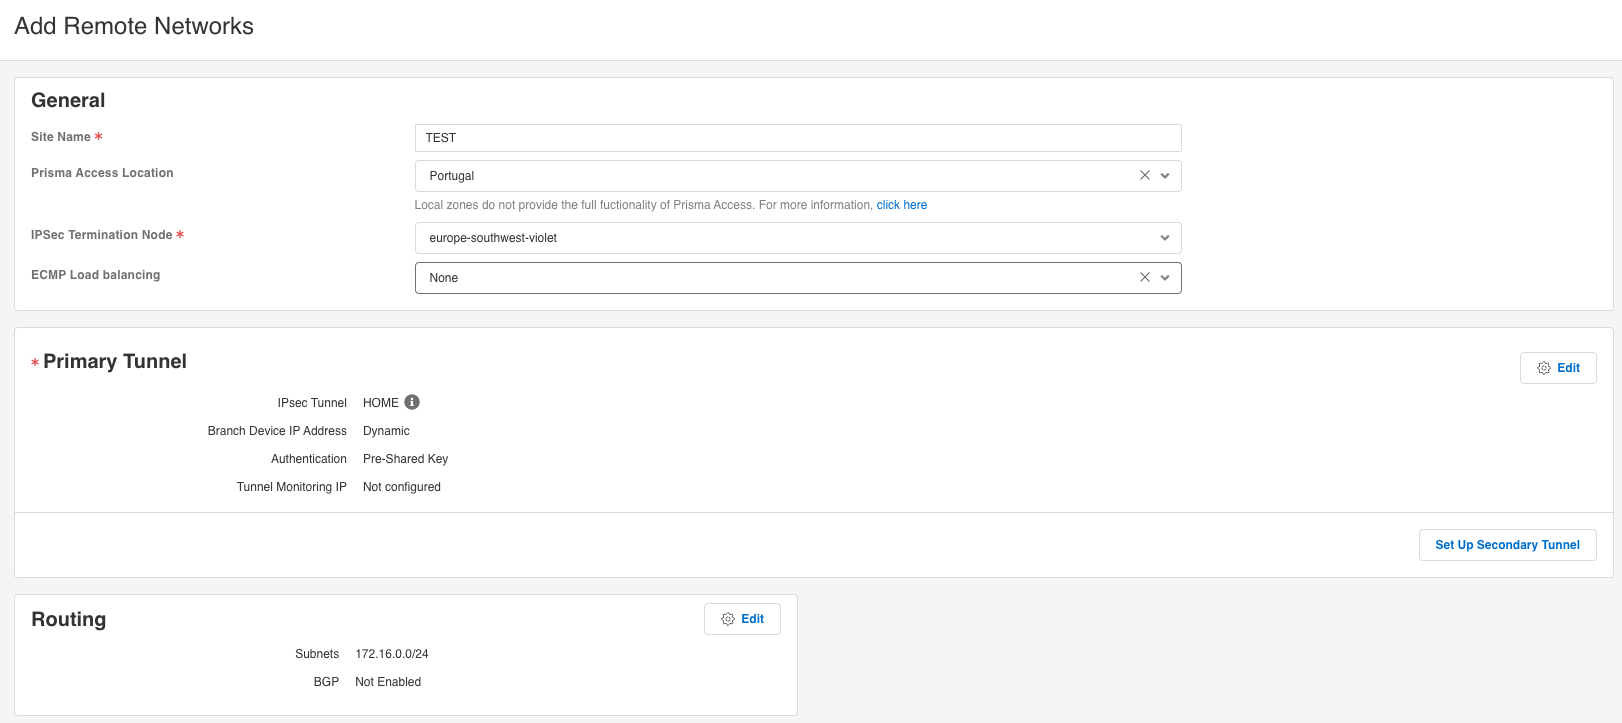 Add Remote Networks
General
Site Name *
TEST
Prisma Access Location
Portugal
Local zones do not provide the full fuctionality of Prisma Access. For more information, click here
IPSec Termination Node *
europe-southwest-violet
ECMP Load balancing
None
* Primary Tunnel
Edit
IPsec Tunnel HOME
Branch Device IP Address Dynamic
Authentication Pre-Shared Key
Tunnel Monitoring IP Not configured
Set Up Secondary Tunnel
Routing
Edit
Subnets 172.16.0.0/24
BGP Not Enabled